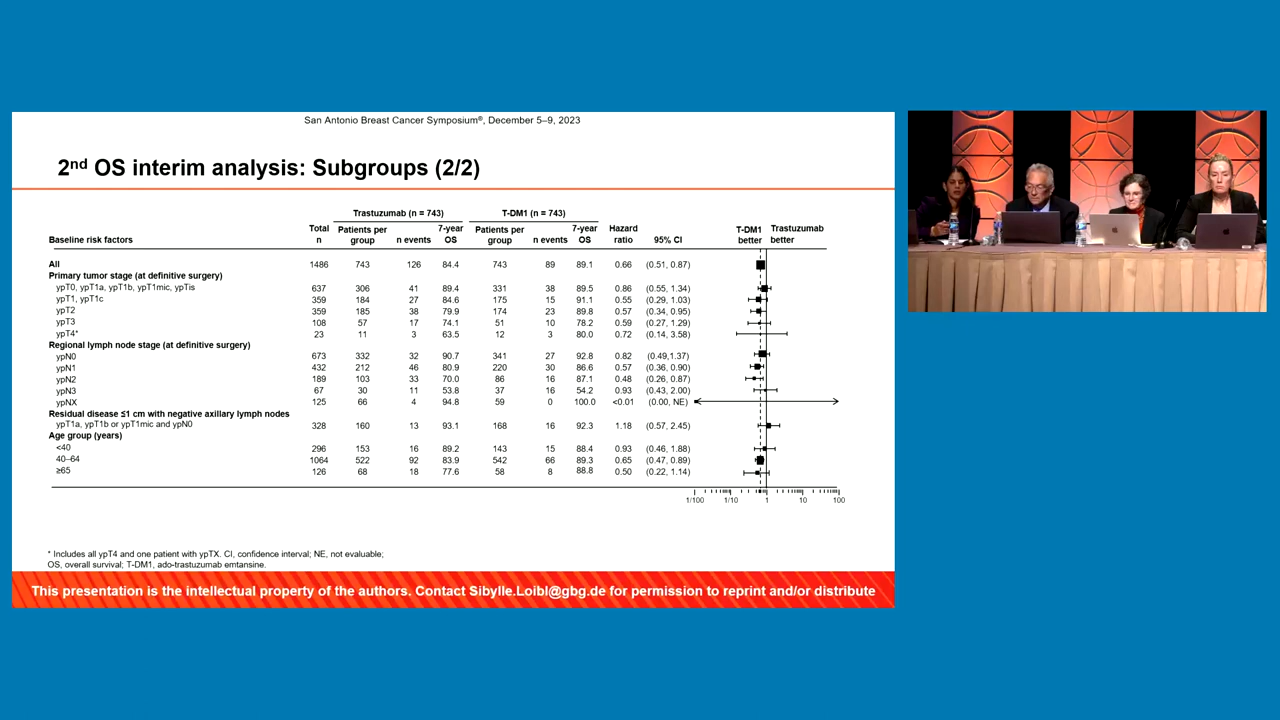 San Antonio Breast Cancer Symposium®, December 5–9, 2023
2nd OS interim analysis: Subgroups (2/2)
Trastuzumab (n = 743) T-DM1 (n = 743)
Total Patients per 7-year Patients per 7-year Hazard T-DM1 Trastuzumab
Baseline risk factors n group n events OS group n events OS ratio 95% CI better better
All 1486 743 126 84.4 743 89 89.1 0.66 (0.51, 0.87)
Primary tumor stage (at definitive surgery)
ypT0, ypT1a, ypT1b, ypT1mic, ypTis 637 306 41 89.4 331 38 89.5 0.86 (0.55, 1.34)
ypT1, ypT1c 359 184 27 84.6 175 15 91.1 0.55 (0.29, 1.03)
ypT2 359 185 38 79.9 174 23 89.8 0.57 (0.34, 0.95)
ypT3 108 57 17 74.1 51 10 78.2 0.59 (0.27, 1.29)
ypT4* 23 11 3 63.5 12 3 80.0 0.72 (0.14, 3.58)
Regional lymph node stage (at definitive surgery)
ypN0 673 332 32 90.7 341 27 92.8 0.82 (0.49,1.37)
ypN1 432 212 46 80.9 220 30 86.6 0.57 (0.36, 0.90)
ypN2 189 103 33 70.0 86 16 87.1 0.48 (0.26, 0.87)
ypN3 67 30 11 53.8 37 16 54.2 0.93 (0.43, 2.00)
ypNX 125 66 4 94.8 59 0 100.0 <0.01 (0.00, NE)
Residual disease ≤1 cm with negative axillary lymph nodes
ypT1a, ypT1b or ypT1mic and ypN0 328 160 13 93.1 168 16 92.3 1.18 (0.57, 2.45)
Age group (years)
<40 296 153 16 89.2 143 15 88.4 0.93 (0.46, 1.88)
40–64 1064 522 92 83.9 542 66 89.3 0.65 (0.47, 0.89)
≥65 126 68 18 77.6 58 8 88.8 0.50 (0.22, 1.14)
1/100 1/10 1 10 100
* Includes all ypT4 and one patient with ypTX. CI, confidence interval; NE, not evaluable;
OS, overall survival; T-DM1, ado-trastuzumab emtansine.
This presentation is the intellectual property of the authors. Contact Sibylle.Loibl@gbg.de for permission to reprint and/or distribute